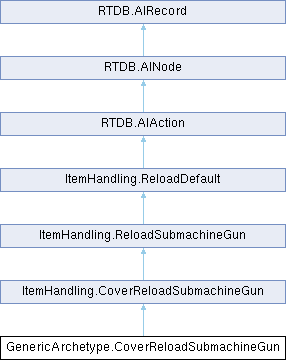 RTDB.AIRecord
RTDB.AINode
RTDB.AIAction
ItemHandling.ReloadDefault
ItemHandling.ReloadSubmachineGun
ItemHandling.CoverReloadSubmachineGun
GenericArchetype.CoverReloadSubmachineGun